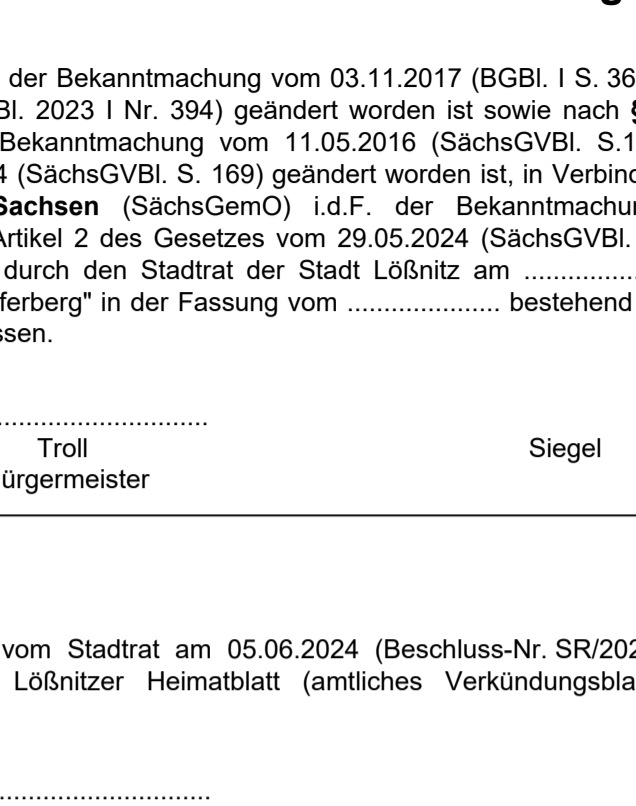 der Bekanntmachung vom 03.11.2017 (BGBl. I S. 36
Bl. 2023 I Nr. 394) geändert worden ist sowie nach §
Bekanntmachung vom 11.05.2016 (SächsGVBl. S.1
4 (SächsGVBl. S. 169) geändert worden ist, in Verbind
Sachsen (SächsGemO) i.d.F. der Bekanntmachu
Artikel 2 des Gesetzes vom 29.05.2024 (SächsGVBl.
durch den Stadtrat der Stadt Lößnitz am ................
ferberg" in der Fassung vom ..................... bestehend
ssen.
.............................
Troll Siegel
ürgermeister
vom Stadtrat am 05.06.2024 (Beschluss-Nr. SR/202
Lößnitzer Heimatblatt (amtliches Verkündungsbla
.............................